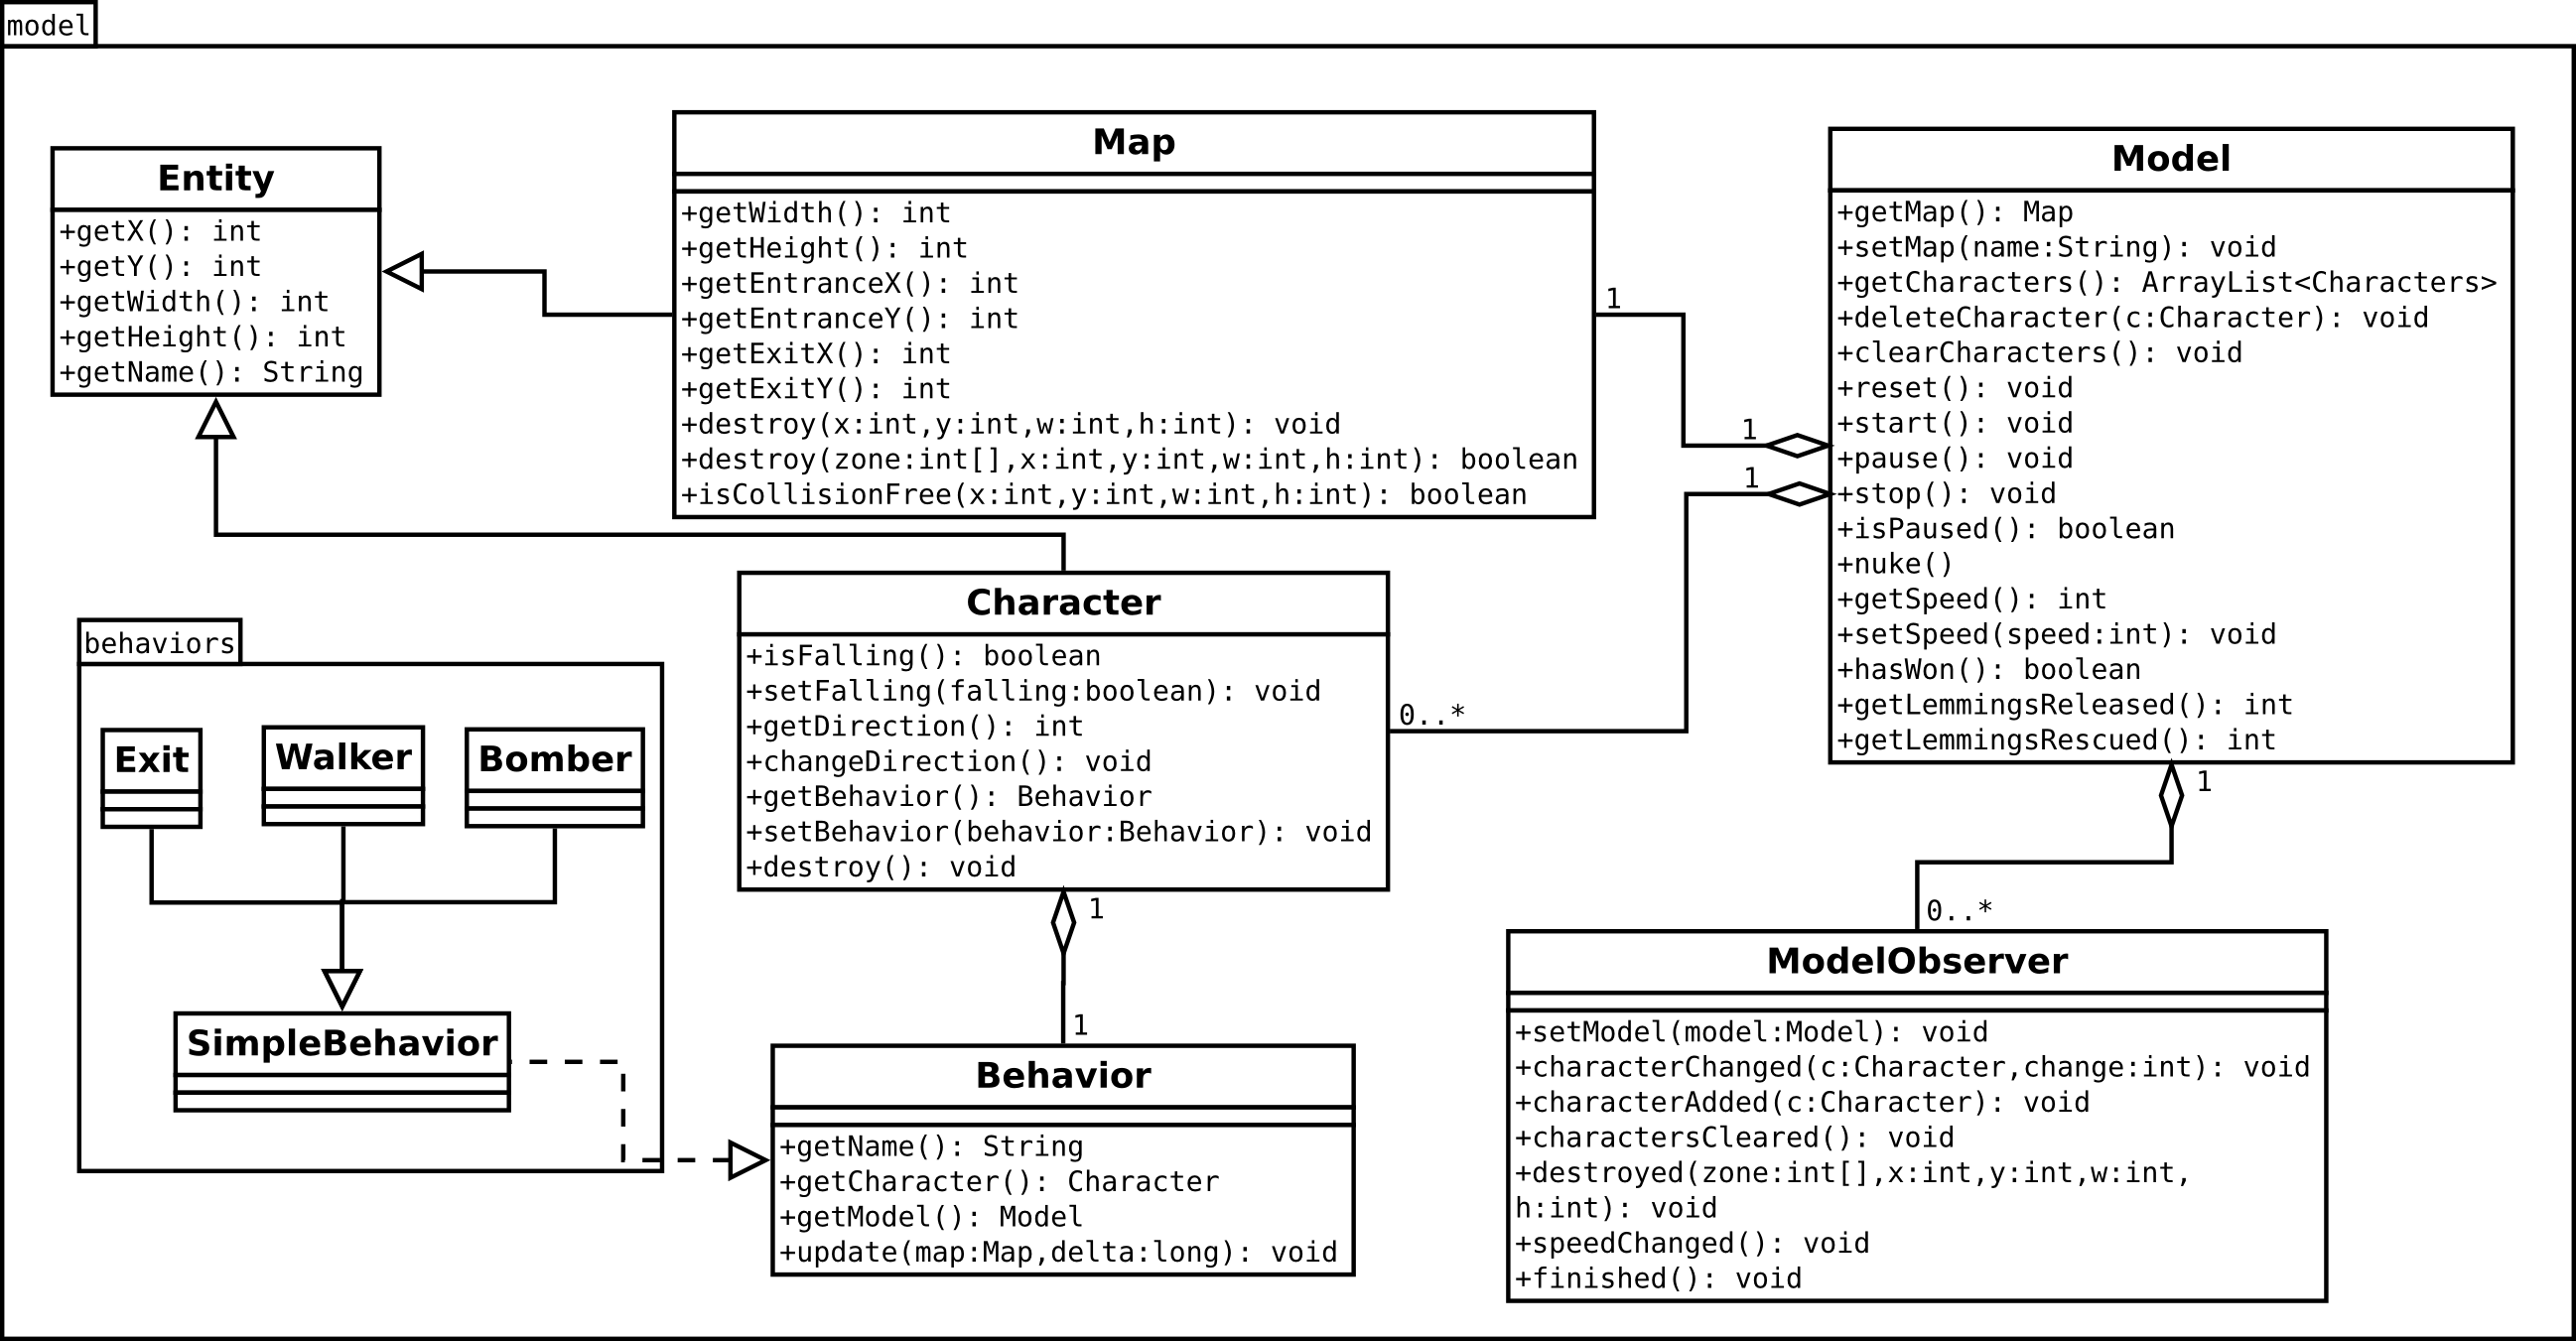 model
Entity
+getX(): int
+getY(): int
+getWidth(): int
+getHeight(): int
+getName(): String
Map
+getWidth(): int
+getHeight(): int
+getEntranceX(): int
+getEntranceY(): int
+getExitX(): int
+getExitY(): int
+destroy(x:int,y:int,w:int,h:int): void
+destroy(zone:int[],x:int,y:int,w:int,h:int): boolean
+isCollisionFree(x:int,y:int,w:int,h:int): boolean
1
1
1
Model
+getMap(): Map
+setMap(name:String): void
+getCharacters(): ArrayList<Characters>
+deleteCharacter(c:Character): void
+clearCharacters(): void
+reset(): void
+start(): void
+pause(): void
+stop(): void
+isPaused(): boolean
+nuke()
+getSpeed(): int
+setSpeed(speed:int): void
+hasWon(): boolean
+getLemmingsReleased(): int
+getLemmingsRescued(): int
1
Character
+isFalling(): boolean
+setFalling(falling:boolean): void
+getDirection(): int
+changeDirection(): void
+getBehavior(): Behavior
+setBehavior(behavior:Behavior): void
+destroy(): void
0..*
1
behaviors
Exit
Walker
Bomber
SimpleBehavior
1
Behavior
+getName(): String
+getCharacter(): Character
+getModel(): Model
+update(map:Map,delta:long): void
0..*
ModelObserver
+setModel(model:Model): void
+characterChanged(c:Character,change:int): void
+characterAdded(c:Character): void
+charactersCleared(): void
+destroyed(zone:int[],x:int,y:int,w:int,
h:int): void
+speedChanged(): void
+finished(): void